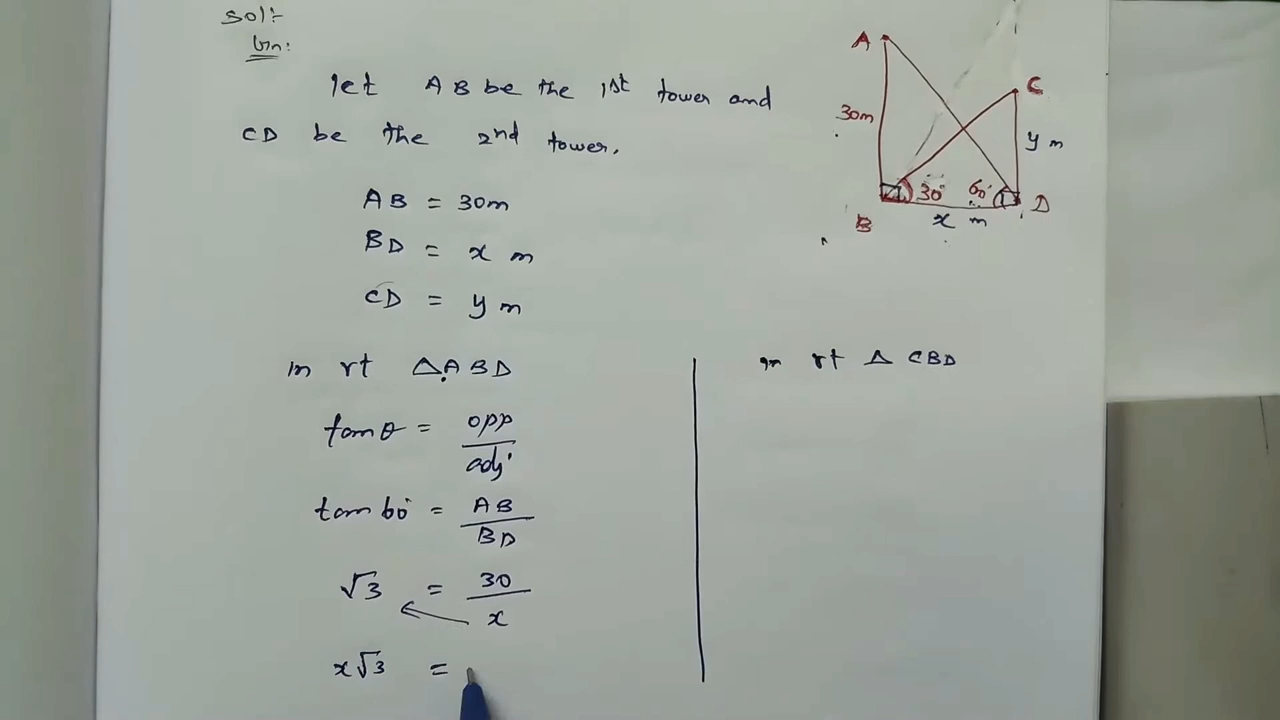 Sol:-
Gn:
let AB be the 1st tower and
CD be the 2nd tower.
AB = 30m
BD = x m
CD = y m
in rt △ABD
tanθ = opp/adj
tan 60° = AB/BD
√3 = 30/x
x√3 =
in rt △ CBD
A
C
30m
y m
30° 60°
B
D
x m